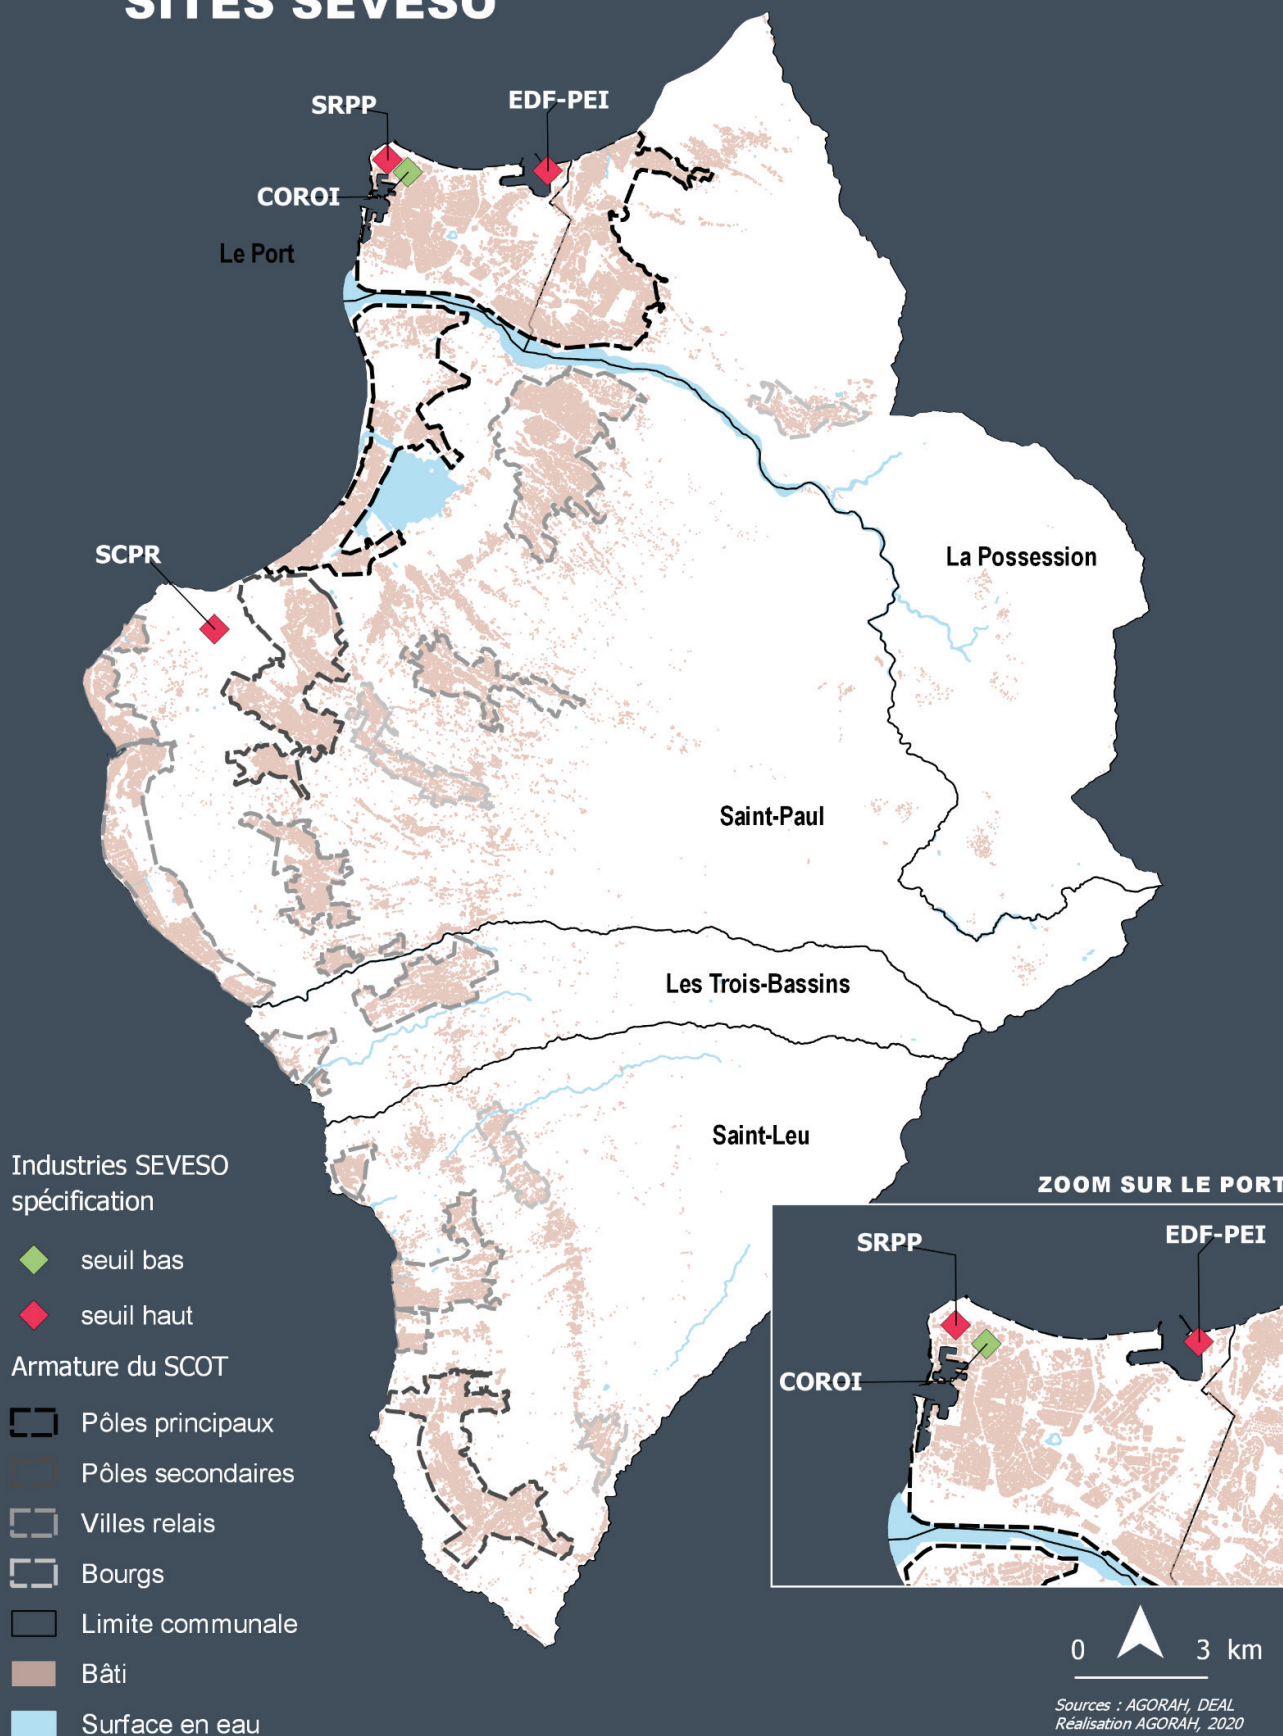 SITES SEVESO
SRPP
EDF-PEI
COROI
Le Port
SCPR
La Possession
Saint-Paul
Les Trois-Bassins
Saint-Leu
Industries SEVESO
spécification
seuil bas
seuil haut
Armature du SCOT
Pôles principaux
Pôles secondaires
Villes relais
Bourgs
Limite communale
Bâti
Surface en eau
ZOOM SUR LE PORT
SRPP
EDF-PEI
COROI
0 3 km
Sources : AGORAH, DEAL
Réalisation AGORAH, 2020